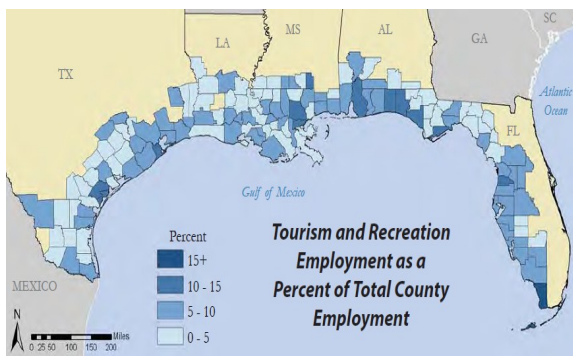 SC
TX
LA
MS
AL
GA
Atlantic
Ocean
FL
Gulf of Mexico
Percent
15+
10 - 15
5 - 10
0 - 5
Tourism and Recreation
Employment as a
Percent of Total County
Employment
MEXICO
N
Miles
0 25 50 100 150 200